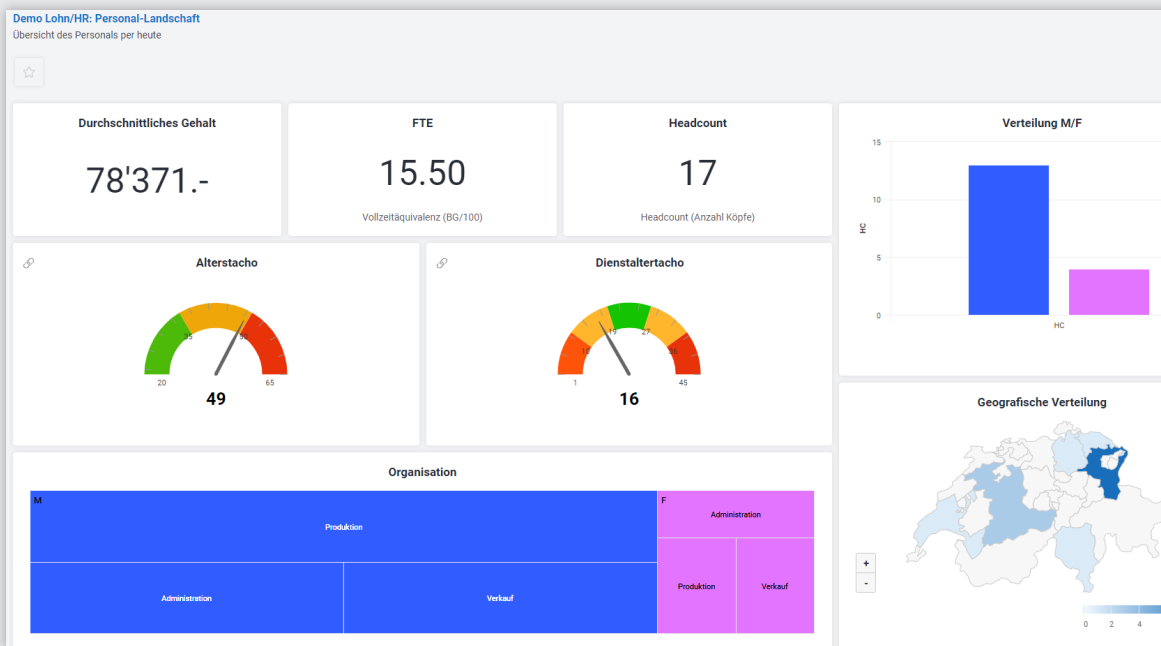 Demo Lohn/HR: Personal-Landschaft
Übersicht des Personals per heute
Durchschnittliches Gehalt
78'371.-
FTE
15.50
Vollzeitäquivalenz (BG/100)
Headcount
17
Headcount (Anzahl Köpfe)
Verteilung M/F
15
10
5
0
HC
HC
Alterstacho
35
50
20
65
49
Dienstaltertacho
19
27
10
36
1
45
16
Organisation
M
Produktion
Administration
Verkauf
F
Administration
Produktion
Verkauf
Geografische Verteilung
+
-
0 2 4